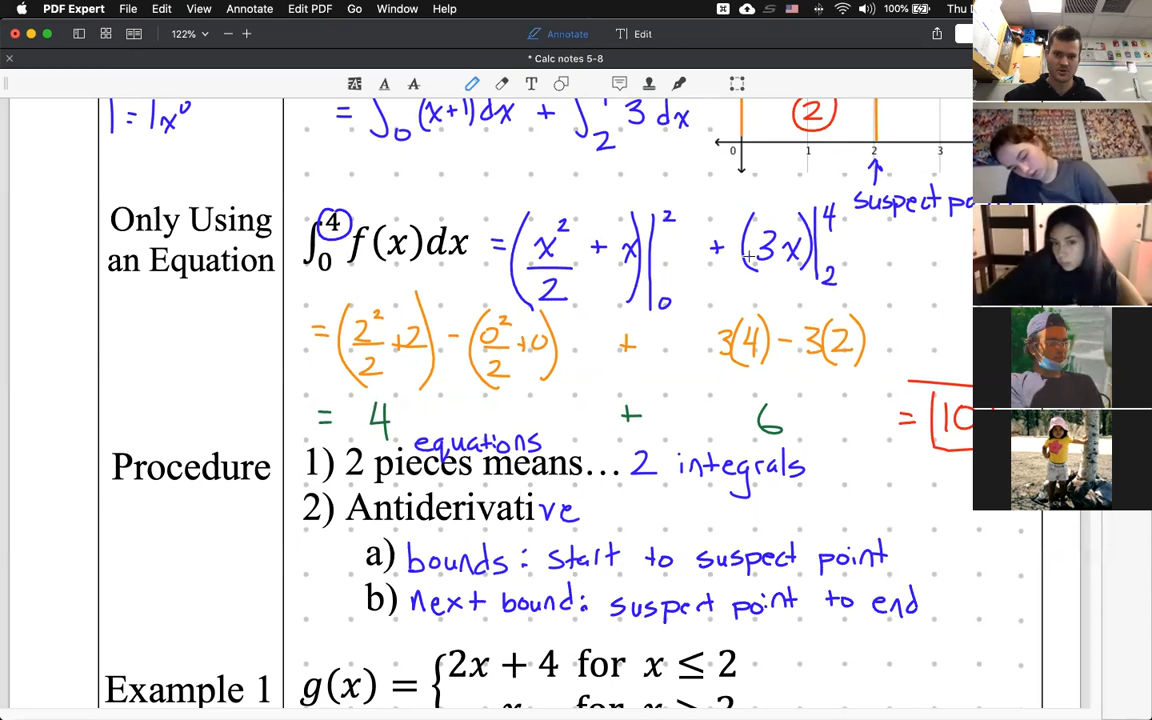 PDF Expert File Edit View Annotate Edit PDF Go Window Help 100% Thu D
122% Annotate Edit
* Calc notes 5-8
1 = 1x⁰ = ∫₀ (x+1)dx + ∫₂ 3 dx
2
0 1 2 3
suspect po
Only Using
an Equation
∫₀⁴ f(x)dx = (x²/2 + x)|₀² + (3x)|₂⁴
= (2²/2 + 2) - (0²/2 + 0) + 3(4) - 3(2)
= 4 + 6 = 10
equations
Procedure
1) 2 pieces means... 2 integrals
2) Antiderivative
a) bounds: start to suspect point
b) next bound: suspect point to end
Example 1
g(x) = {2x + 4 for x ≤ 2